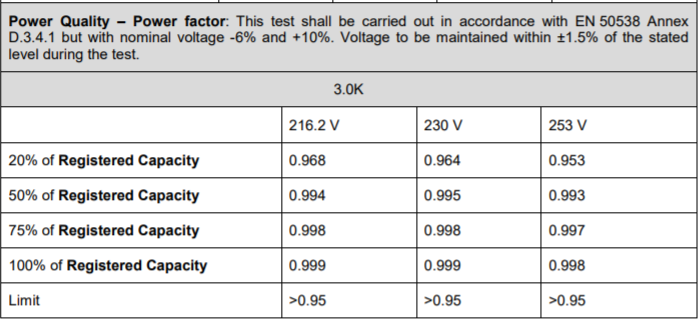 Power Quality – Power factor: This test shall be carried out in accordance with EN 50538 Annex
D.3.4.1 but with nominal voltage -6% and +10%. Voltage to be maintained within ±1.5% of the stated
level during the test.
3.0K
216.2 V 230 V 253 V
20% of Registered Capacity 0.968 0.964 0.953
50% of Registered Capacity 0.994 0.995 0.993
75% of Registered Capacity 0.998 0.998 0.997
100% of Registered Capacity 0.999 0.999 0.998
Limit >0.95 >0.95 >0.95